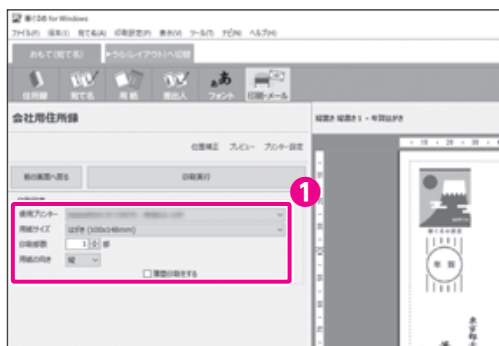 筆ぐるめ for Windows
ファイル(F) 編集(E) 宛て名(A) 印刷設定(P) 表示(V) ツール(T) ナビ(N) ヘルプ(H)
おもて(宛て名)
▶うら(レイアウト)へ切替
住所録
宛て名
用紙
差出人
フォント
印刷・メール
会社用住所録
縦書き 縦書き1 - 年賀はがき
位置補正 プレビュー プリンター設定
前の画面へ戻る
印刷実行
1
使用プリンター
用紙サイズ はがき (100x148mm)
印刷部数 1 部
用紙の向き 縦
履歴印刷をする
年賀
東京都